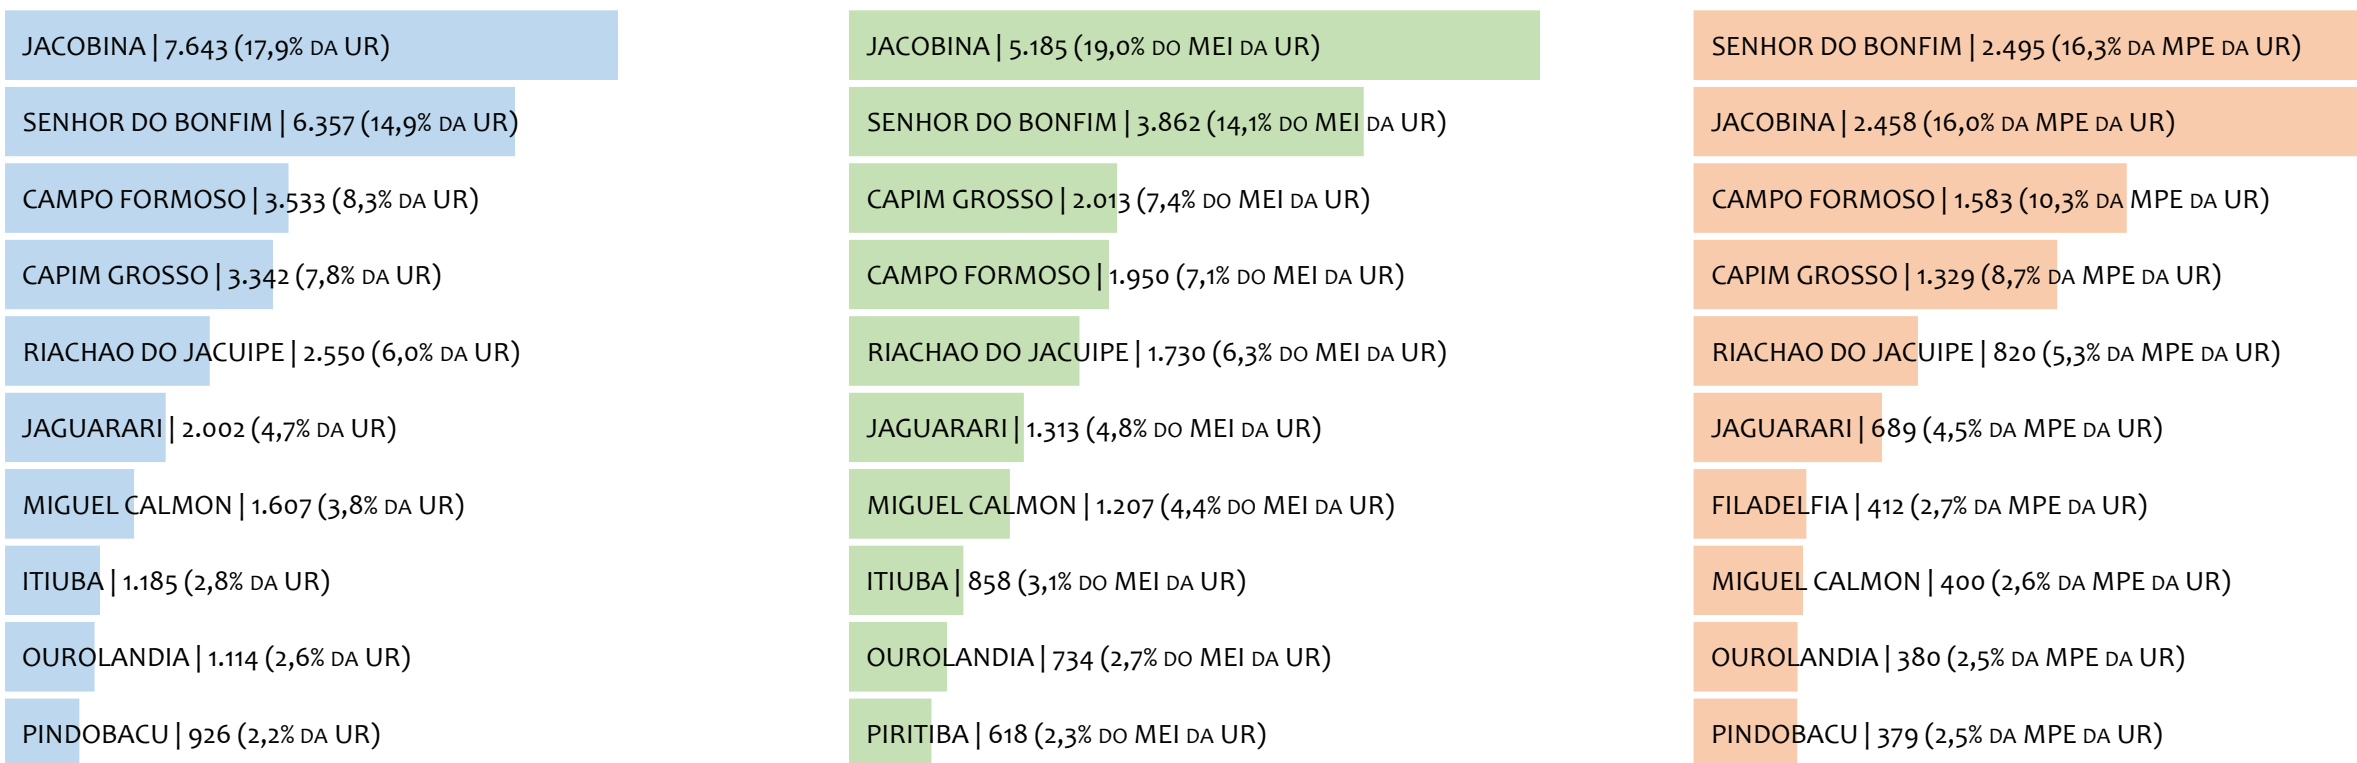 JACOBINA | 7.643 (17,9% DA UR)
SENHOR DO BONFIM | 6.357 (14,9% DA UR)
CAMPO FORMOSO | 3.533 (8,3% DA UR)
CAPIM GROSSO | 3.342 (7,8% DA UR)
RIACHAO DO JACUIPE | 2.550 (6,0% DA UR)
JAGUARARI | 2.002 (4,7% DA UR)
MIGUEL CALMON | 1.607 (3,8% DA UR)
ITIUBA | 1.185 (2,8% DA UR)
OUROLANDIA | 1.114 (2,6% DA UR)
PINDOBACU | 926 (2,2% DA UR)
JACOBINA | 5.185 (19,0% DO MEI DA UR)
SENHOR DO BONFIM | 3.862 (14,1% DO MEI DA UR)
CAPIM GROSSO | 2.013 (7,4% DO MEI DA UR)
CAMPO FORMOSO | 1.950 (7,1% DO MEI DA UR)
RIACHAO DO JACUIPE | 1.730 (6,3% DO MEI DA UR)
JAGUARARI | 1.313 (4,8% DO MEI DA UR)
MIGUEL CALMON | 1.207 (4,4% DO MEI DA UR)
ITIUBA | 858 (3,1% DO MEI DA UR)
OUROLANDIA | 734 (2,7% DO MEI DA UR)
PIRITIBA | 618 (2,3% DO MEI DA UR)
SENHOR DO BONFIM | 2.495 (16,3% DA MPE DA UR)
JACOBINA | 2.458 (16,0% DA MPE DA UR)
CAMPO FORMOSO | 1.583 (10,3% DA MPE DA UR)
CAPIM GROSSO | 1.329 (8,7% DA MPE DA UR)
RIACHAO DO JACUIPE | 820 (5,3% DA MPE DA UR)
JAGUARARI | 689 (4,5% DA MPE DA UR)
FILADELFIA | 412 (2,7% DA MPE DA UR)
MIGUEL CALMON | 400 (2,6% DA MPE DA UR)
OUROLANDIA | 380 (2,5% DA MPE DA UR)
PINDOBACU | 379 (2,5% DA MPE DA UR)